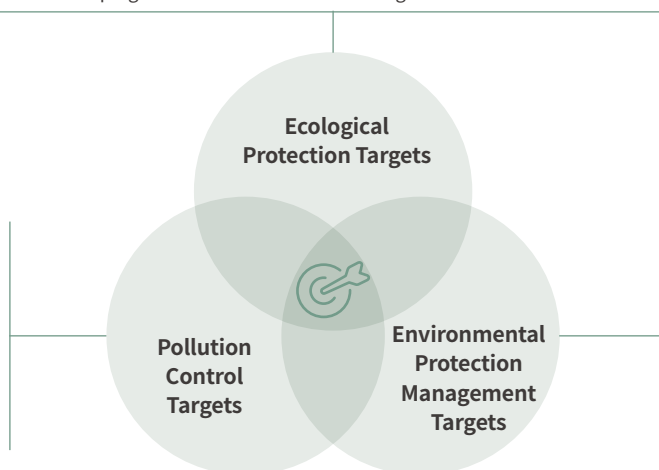 Ecological
Protection Targets
Pollution
Control
Targets
Environmental
Protection
Management
Targets